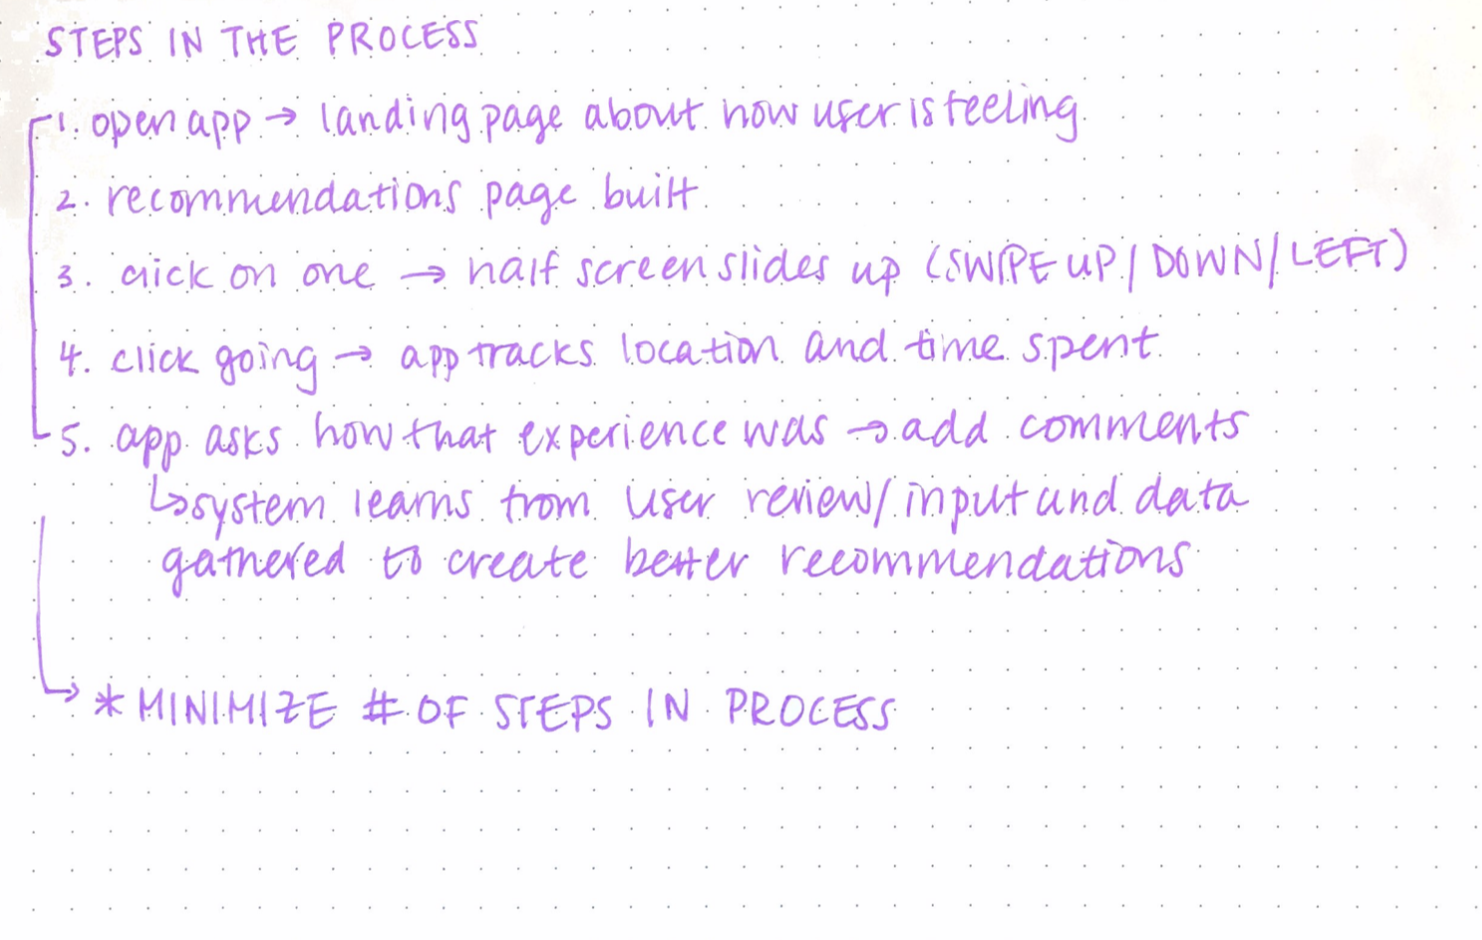 STEPS IN THE PROCESS
1. open app → landing page about how user is feeling
2. recommendations page built
3. click on one → half screen slides up (SWIPE UP/DOWN/LEFT)
4. click going → app tracks location and time spent
5. app asks how that experience was → add comments
↳ system learns from user review/input and data
gathered to create better recommendations
→ * MINIMIZE # OF STEPS IN PROCESS